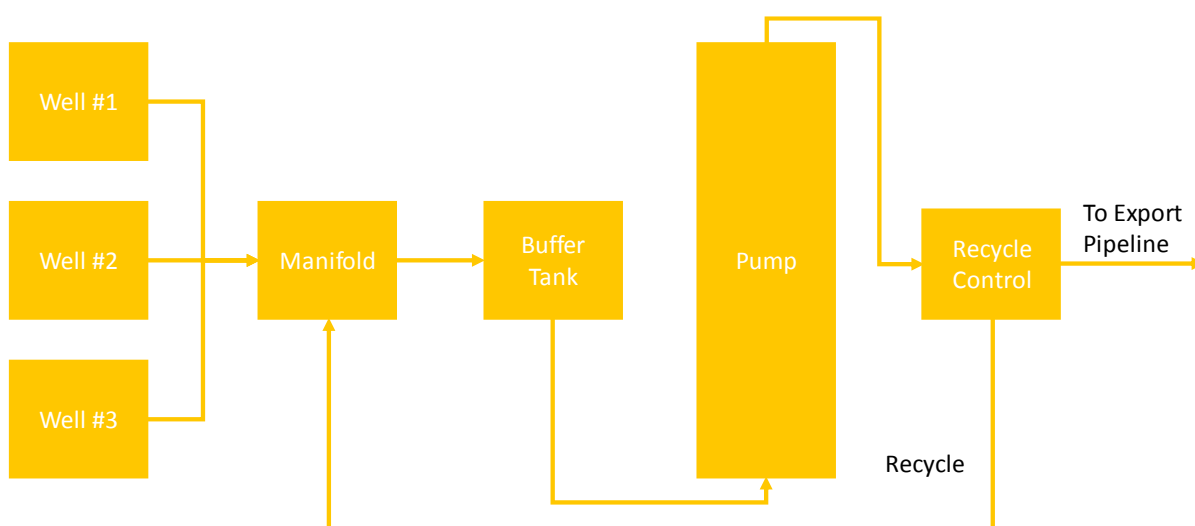 Well #1
Well #2
Well #3
Manifold
Buffer
Tank
Pump
Recycle
Control
To Export
Pipeline
Recycle